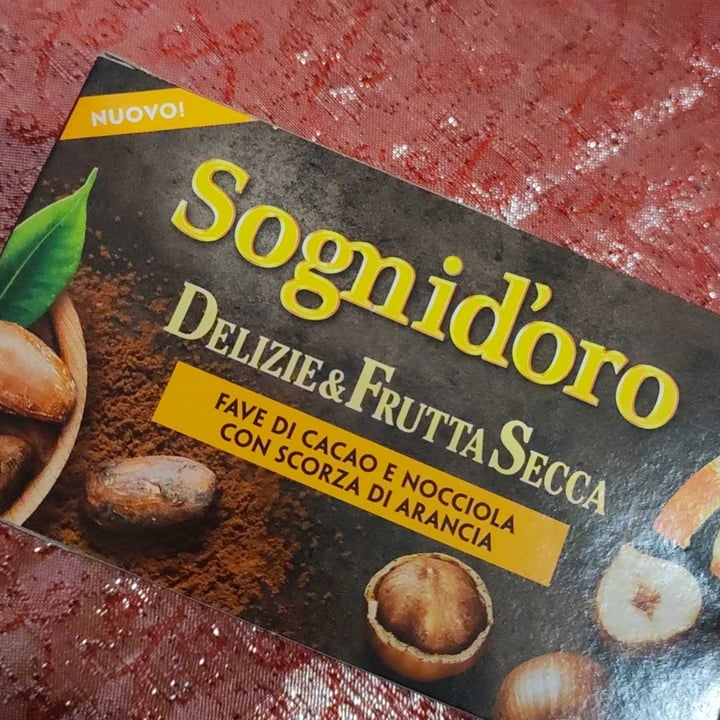 NUOVO!
Sognid'oro
DELIZIE & FRUTTA SECCA
FAVE DI CACAO E NOCCIOLA
CON SCORZA DI ARANCIA